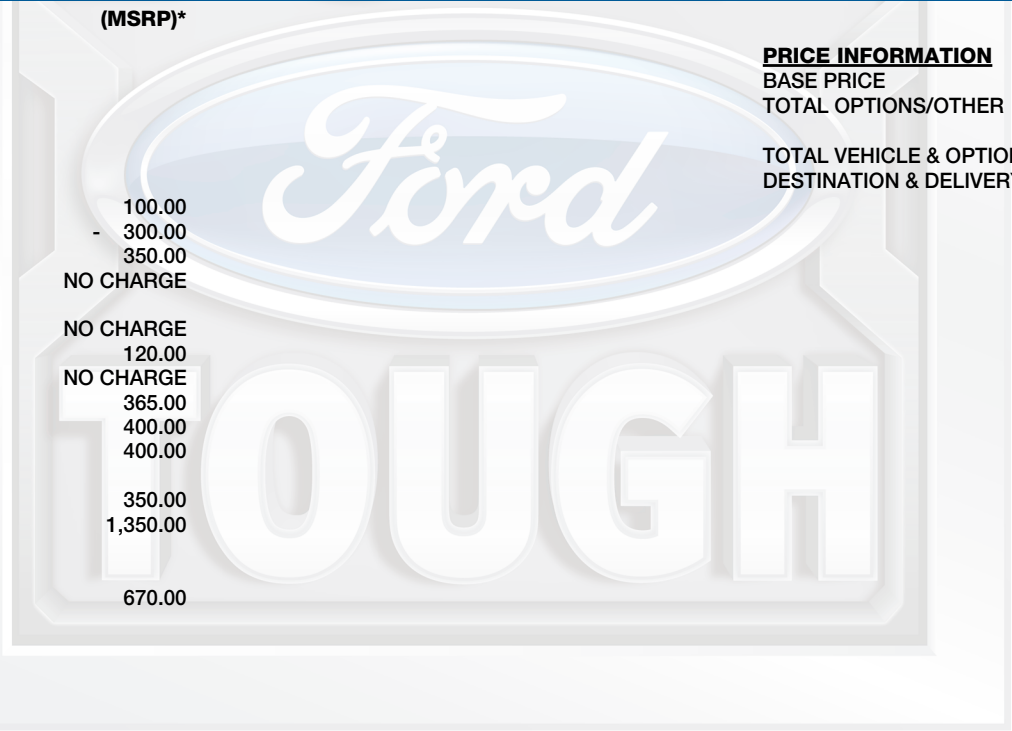 (MSRP)*
PRICE INFORMATION
BASE PRICE
TOTAL OPTIONS/OTHER
TOTAL VEHICLE & OPTIO
DESTINATION & DELIVERY
100.00
- 300.00
350.00
NO CHARGE
NO CHARGE
120.00
NO CHARGE
365.00
400.00
400.00
350.00
1,350.00
670.00
Ford
TOUGH